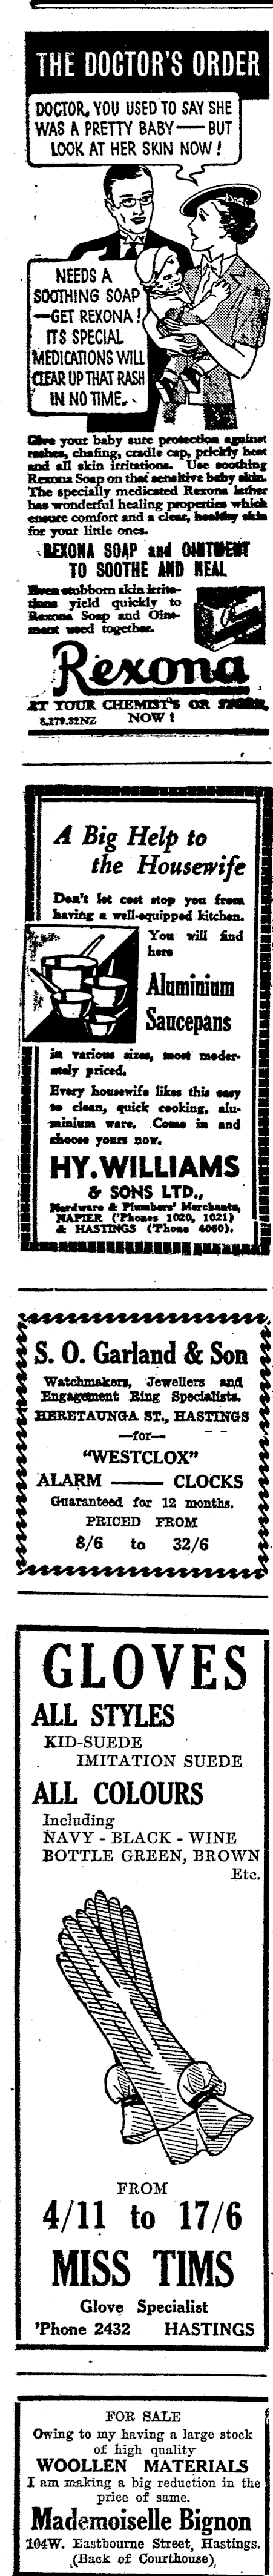 THE DOCTOR'S ORDER
DOCTOR, YOU USED TO SAY SHE
WAS A PRETTY BABY — BUT
LOOK AT HER SKIN NOW!
NEEDS A
SOOTHING SOAP
—GET REXONA!
ITS SPECIAL
MEDICATIONS WILL
CLEAR UP THAT RASH
IN NO TIME.
Give your baby sure protection against
rashes, chafing, cradle cap, prickly heat
and all skin irritations. Use soothing
Rexona Soap on that sensitive baby skin.
The specially medicated Rexona lather
has wonderful healing properties which
ensure comfort and a clear, healthy skin
for your little ones.
REXONA SOAP and OINTMENT
TO SOOTHE AND HEAL
Even stubborn skin irrita-
tions yield quickly to
Rexona Soap and Oint-
ment used together.
Rexona
AT YOUR CHEMIST'S OR STORE,
8.179.32NZ NOW!
A Big Help to
the Housewife
Don't let cost stop you from
having a well-equipped kitchen.
You will find
here
Aluminium
Saucepans
in various sizes, most moder-
ately priced.
Every housewife likes this easy
to clean, quick cooking, alu-
minium ware. Come in and
choose yours now.
HY. WILLIAMS
& SONS LTD.,
Hardware & Plumbers' Merchants,
NAPIER ('Phones 1020, 1021)
& HASTINGS ('Phone 4060).
S. O. Garland & Son
Watchmakers, Jewellers and
Engagement Ring Specialists.
HERETAUNGA ST., HASTINGS
—for—
"WESTCLOX"
ALARM — CLOCKS
Guaranteed for 12 months.
PRICED FROM
8/6 to 32/6
GLOVES
ALL STYLES
KID-SUEDE
IMITATION SUEDE
ALL COLOURS
Including
NAVY - BLACK - WINE
BOTTLE GREEN, BROWN
Etc.
FROM
4/11 to 17/6
MISS TIMS
Glove Specialist
'Phone 2432 HASTINGS
FOR SALE
Owing to my having a large stock
of high quality
WOOLLEN MATERIALS
I am making a big reduction in the
price of same.
Mademoiselle Bignon
104W. Eastbourne Street, Hastings.
(Back of Courthouse)